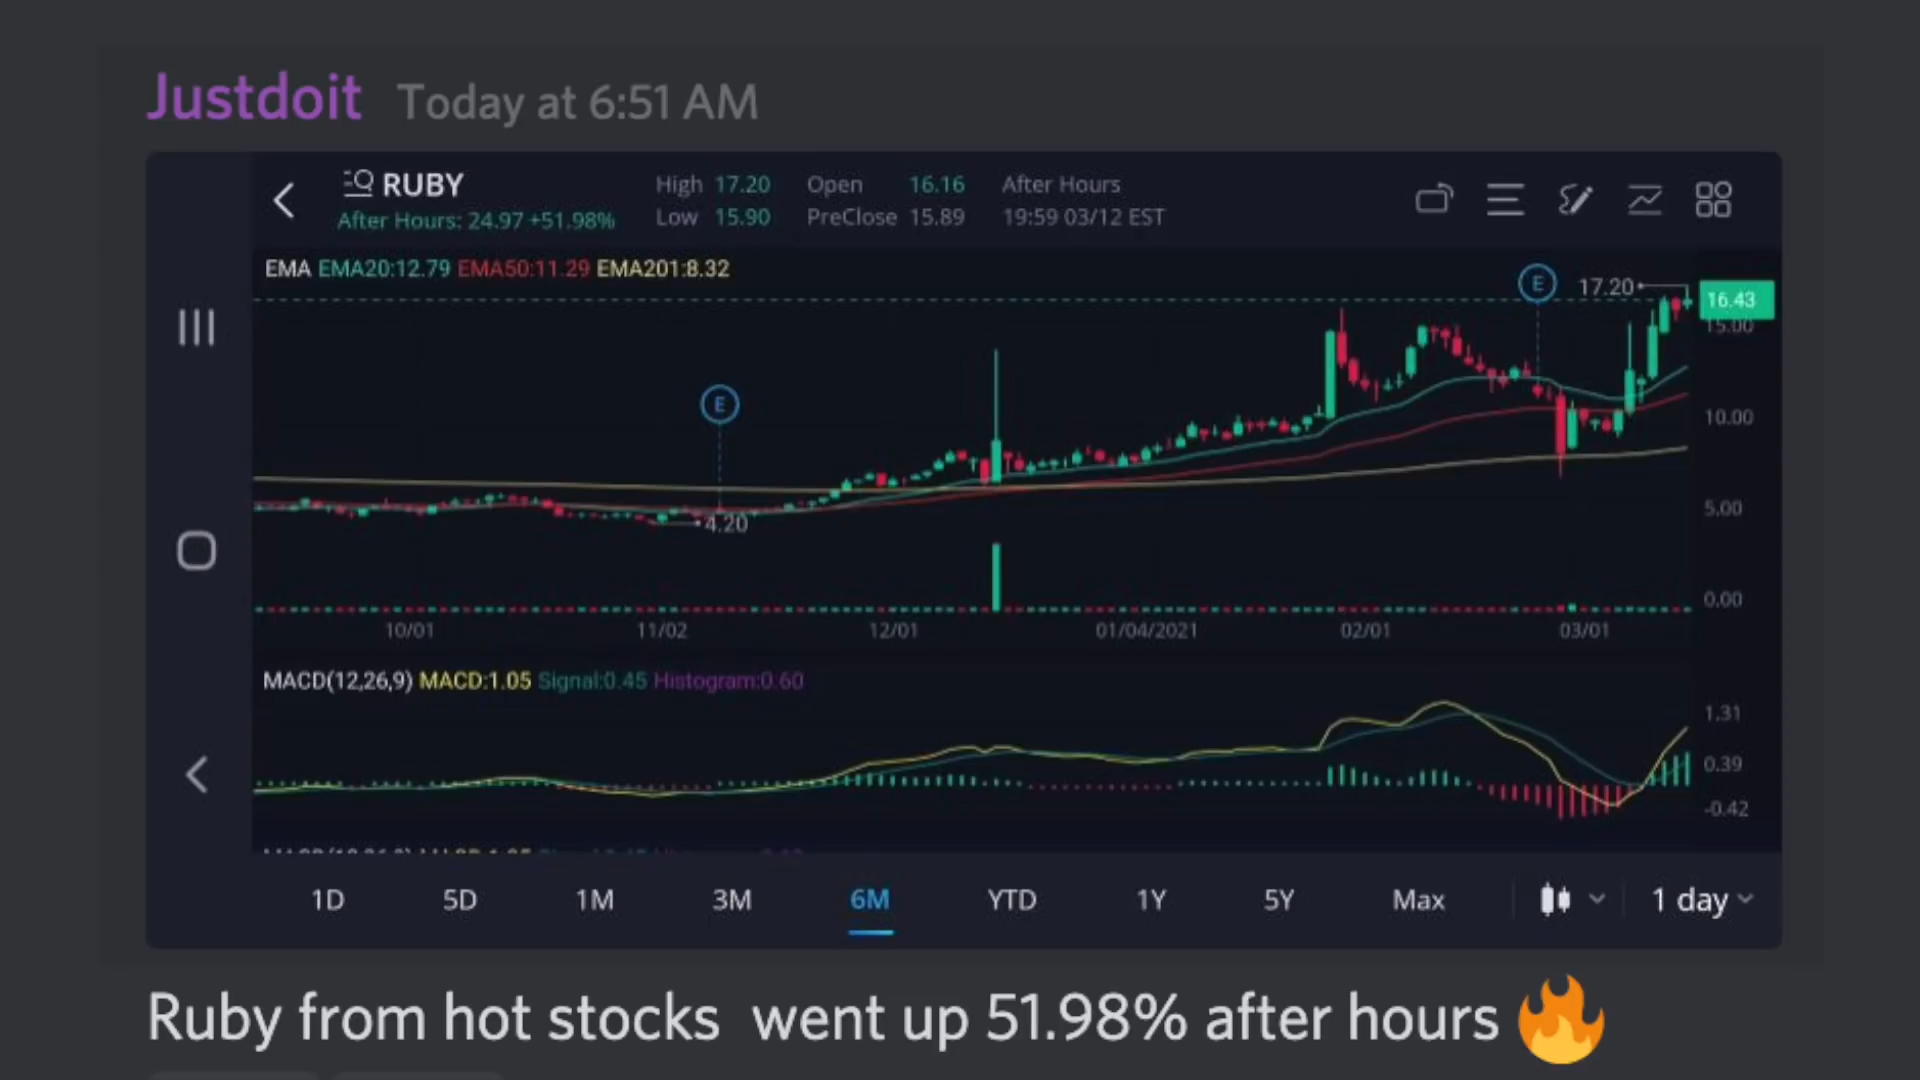 Justdoit Today at 6:51 AM
RUBY High 17.20 Open 16.16 After Hours
After Hours: 24.97 +51.98% Low 15.90 PreClose 15.89 19:59 03/12 EST
EMA EMA20:12.79 EMA50:11.29 EMA201:8.32
E 17.20
16.43
15.00
E
10.00
5.00
4.20
0.00
10/01 11/02 12/01 01/04/2021 02/01 03/01
MACD(12,26,9) MACD:1.05 Signal:0.45 Histogram:0.60
1.31
0.39
-0.42
1D 5D 1M 3M 6M YTD 1Y 5Y Max 1 day
Ruby from hot stocks went up 51.98% after hours 🔥